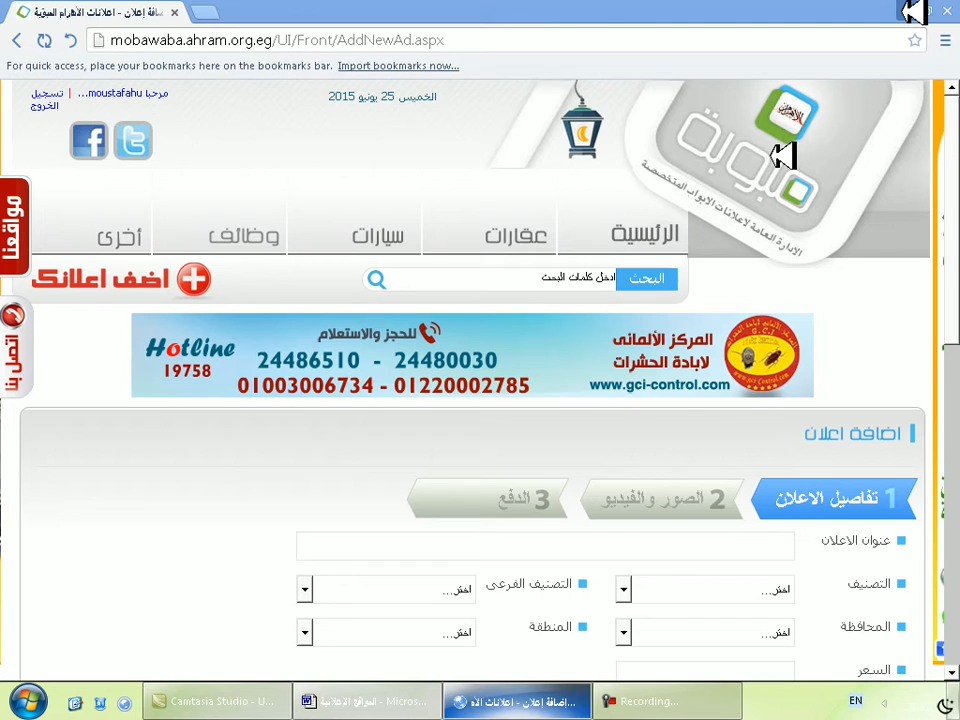 إضافة إعلان - اعلانات الأهرام المبوبة
mobawaba.ahram.org.eg/UI/Front/AddNewAd.aspx
For quick access, place your bookmarks here on the bookmarks bar. Import bookmarks now...
مرحبا moustafahu... | تسجيل
الخروج
الخميس 25 يونيو 2015
الأهرام
مبوبة
الادارة العامة لاعلانات الابواب المتخصصة
الرئيسية
عقارات
سيارات
وظائف
أخرى
مواقعنا
البحث
ادخل كلمات البحث
اضف اعلانك
اتصل بنا
المركز الألمانى
لابادة الحشرات
www.gci-control.com
G.C.I
للحجز والاستعلام
24486510 - 24480030
01003006734 - 01220002785
Hotline
19758
اضافة اعلان
1 تفاصيل الاعلان
2 الصور والفيديو
3 الدفع
عنوان الاعلان
التصنيف
اختر...
التصنيف الفرعى
اختر...
المحافظة
اختر...
المنطقة
اختر...
السعر
Camtasia Studio - U...
المواقع الإعلانية - Micros...
إضافة إعلان - اعلانات الأه...
Recording...
EN